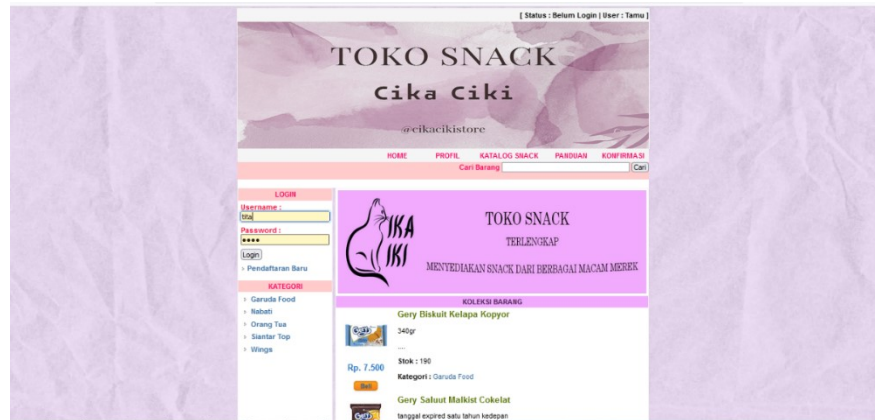 [ Status : Belum Login | User : Tamu ]
TOKO SNACK
Cika Ciki
@cikacikistore
HOME PROFIL KATALOG SNACK PANDUAN KONFIRMASI
Cari Barang Cari
LOGIN
Username :
tita
Password :
Login
Pendaftaran Baru
KATEGORI
Garuda Food
Nabati
Orang Tua
Siantar Top
Wings
IKA
IKI
TOKO SNACK
TERLENGKAP
MENYEDIAKAN SNACK DARI BERBAGAI MACAM MEREK
KOLEKSI BARANG
Gery Biskuit Kelapa Kopyor
340gr
....
Stok : 190
Rp. 7.500
Kategori : Garuda Food
Beli
Gery Saluut Malkist Cokelat
tanggal expired satu tahun kedepan